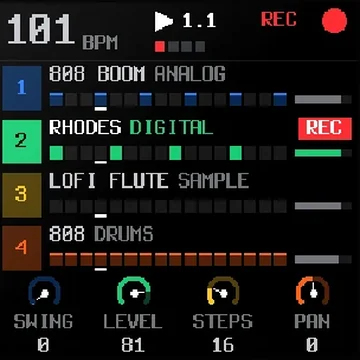 101 BPM 1.1 REC
1 808 BOOM ANALOG
2 RHODES DIGITAL REC
3 LOFI FLUTE SAMPLE
4 808 DRUMS
SWING LEVEL STEPS PAN
0 81 16 0